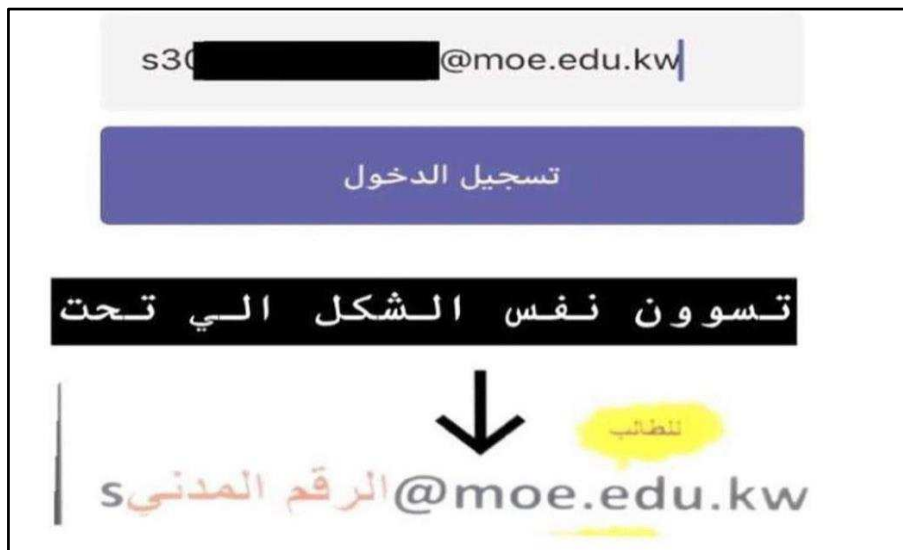 s30@moe.edu.kw
تسجيل الدخول
تسوون نفس الشكل الي تحت
للطالب
sالرقم المدني@moe.edu.kw